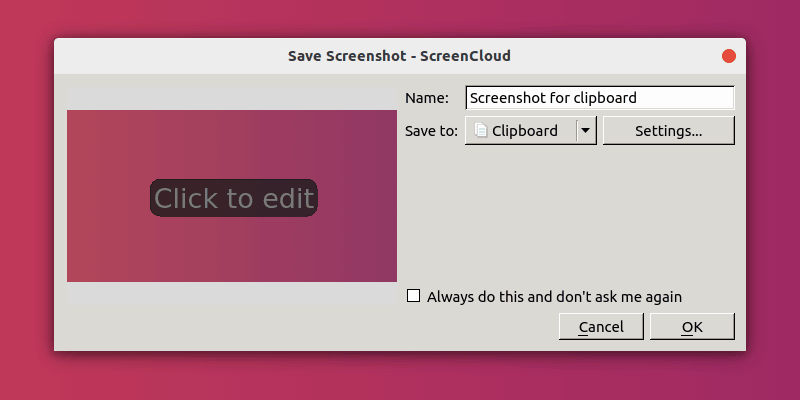 Save Screenshot - ScreenCloud
Name: Screenshot for clipboard
Save to: Clipboard Settings...
Click to edit
Always do this and don't ask me again
Cancel OK